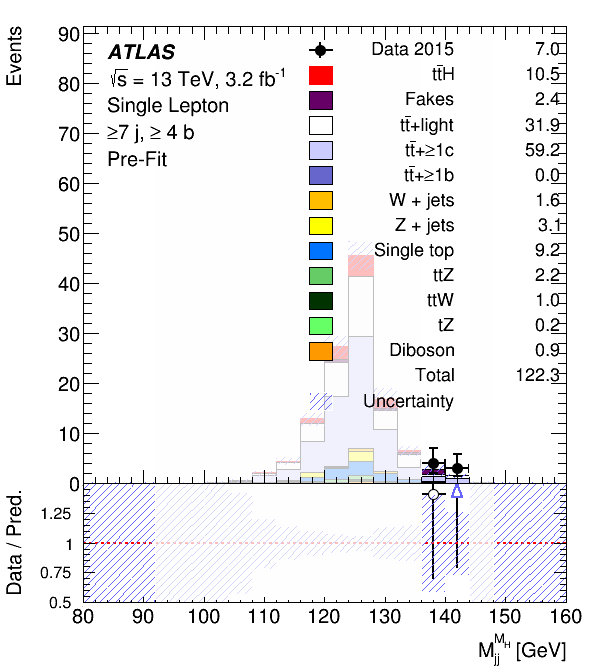 Events
90
80
70
60
50
40
30
20
10
0
ATLAS
√s = 13 TeV, 3.2 fb⁻¹
Single Lepton
≥7 j, ≥ 4 b
Pre-Fit
Data 2015 7.0
tt̄H 10.5
Fakes 2.4
tt̄+light 31.9
tt̄+≥1c 59.2
tt̄+≥1b 0.0
W + jets 1.6
Z + jets 3.1
Single top 9.2
ttZ 2.2
ttW 1.0
tZ 0.2
Diboson 0.9
Total 122.3
Uncertainty
Data / Pred.
1.25
1
0.75
0.5
80 90 100 110 120 130 140 150 160
M_jj^M_H [GeV]